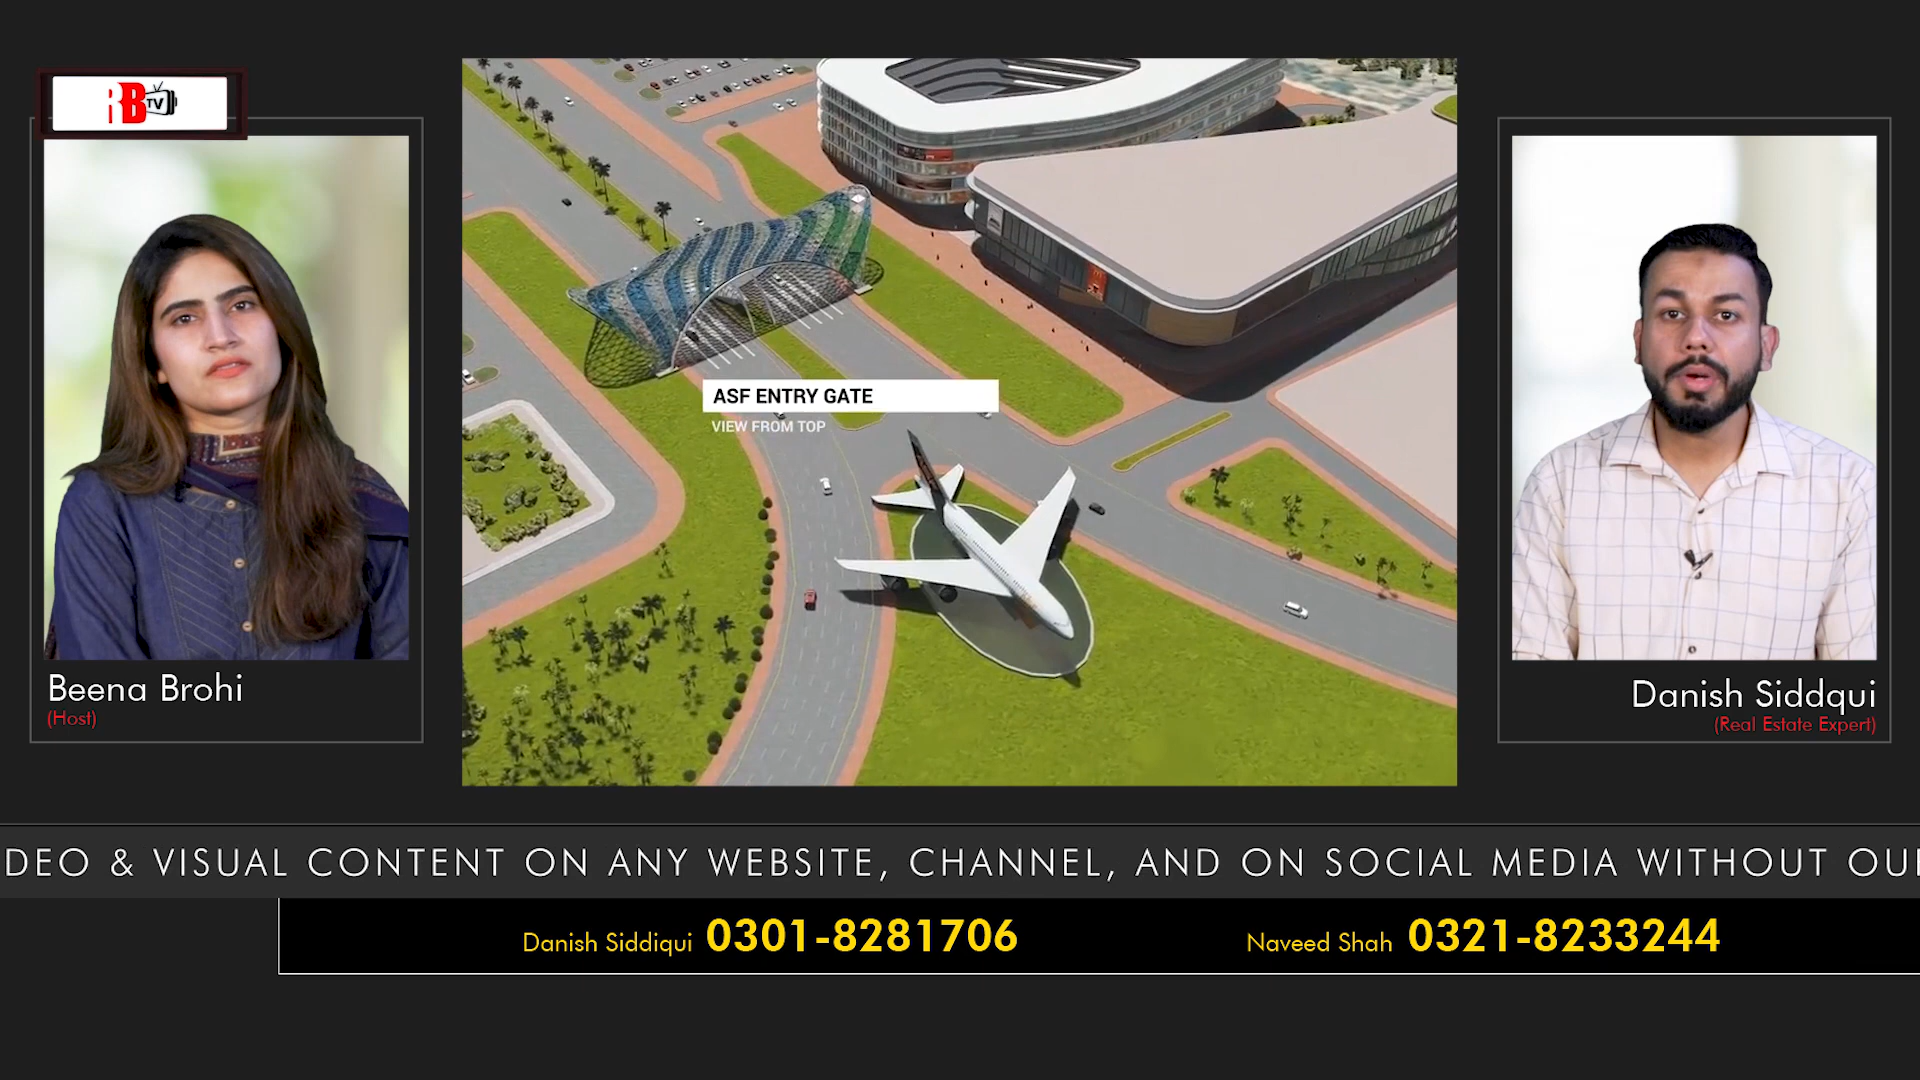 RB TV
Beena Brohi
(Host)
ASF ENTRY GATE
VIEW FROM TOP
Danish Siddqui
(Real Estate Expert)
DEO & VISUAL CONTENT ON ANY WEBSITE, CHANNEL, AND ON SOCIAL MEDIA WITHOUT OU
Danish Siddiqui 0301-8281706
Naveed Shah 0321-8233244